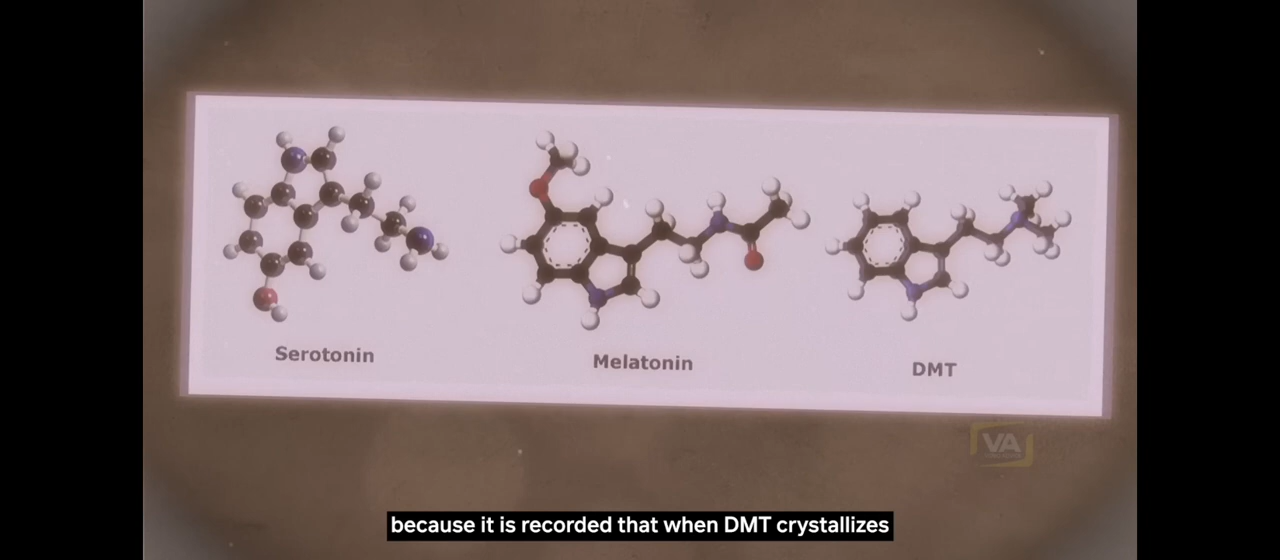 Serotonin
Melatonin
DMT
VA
because it is recorded that when DMT crystallizes